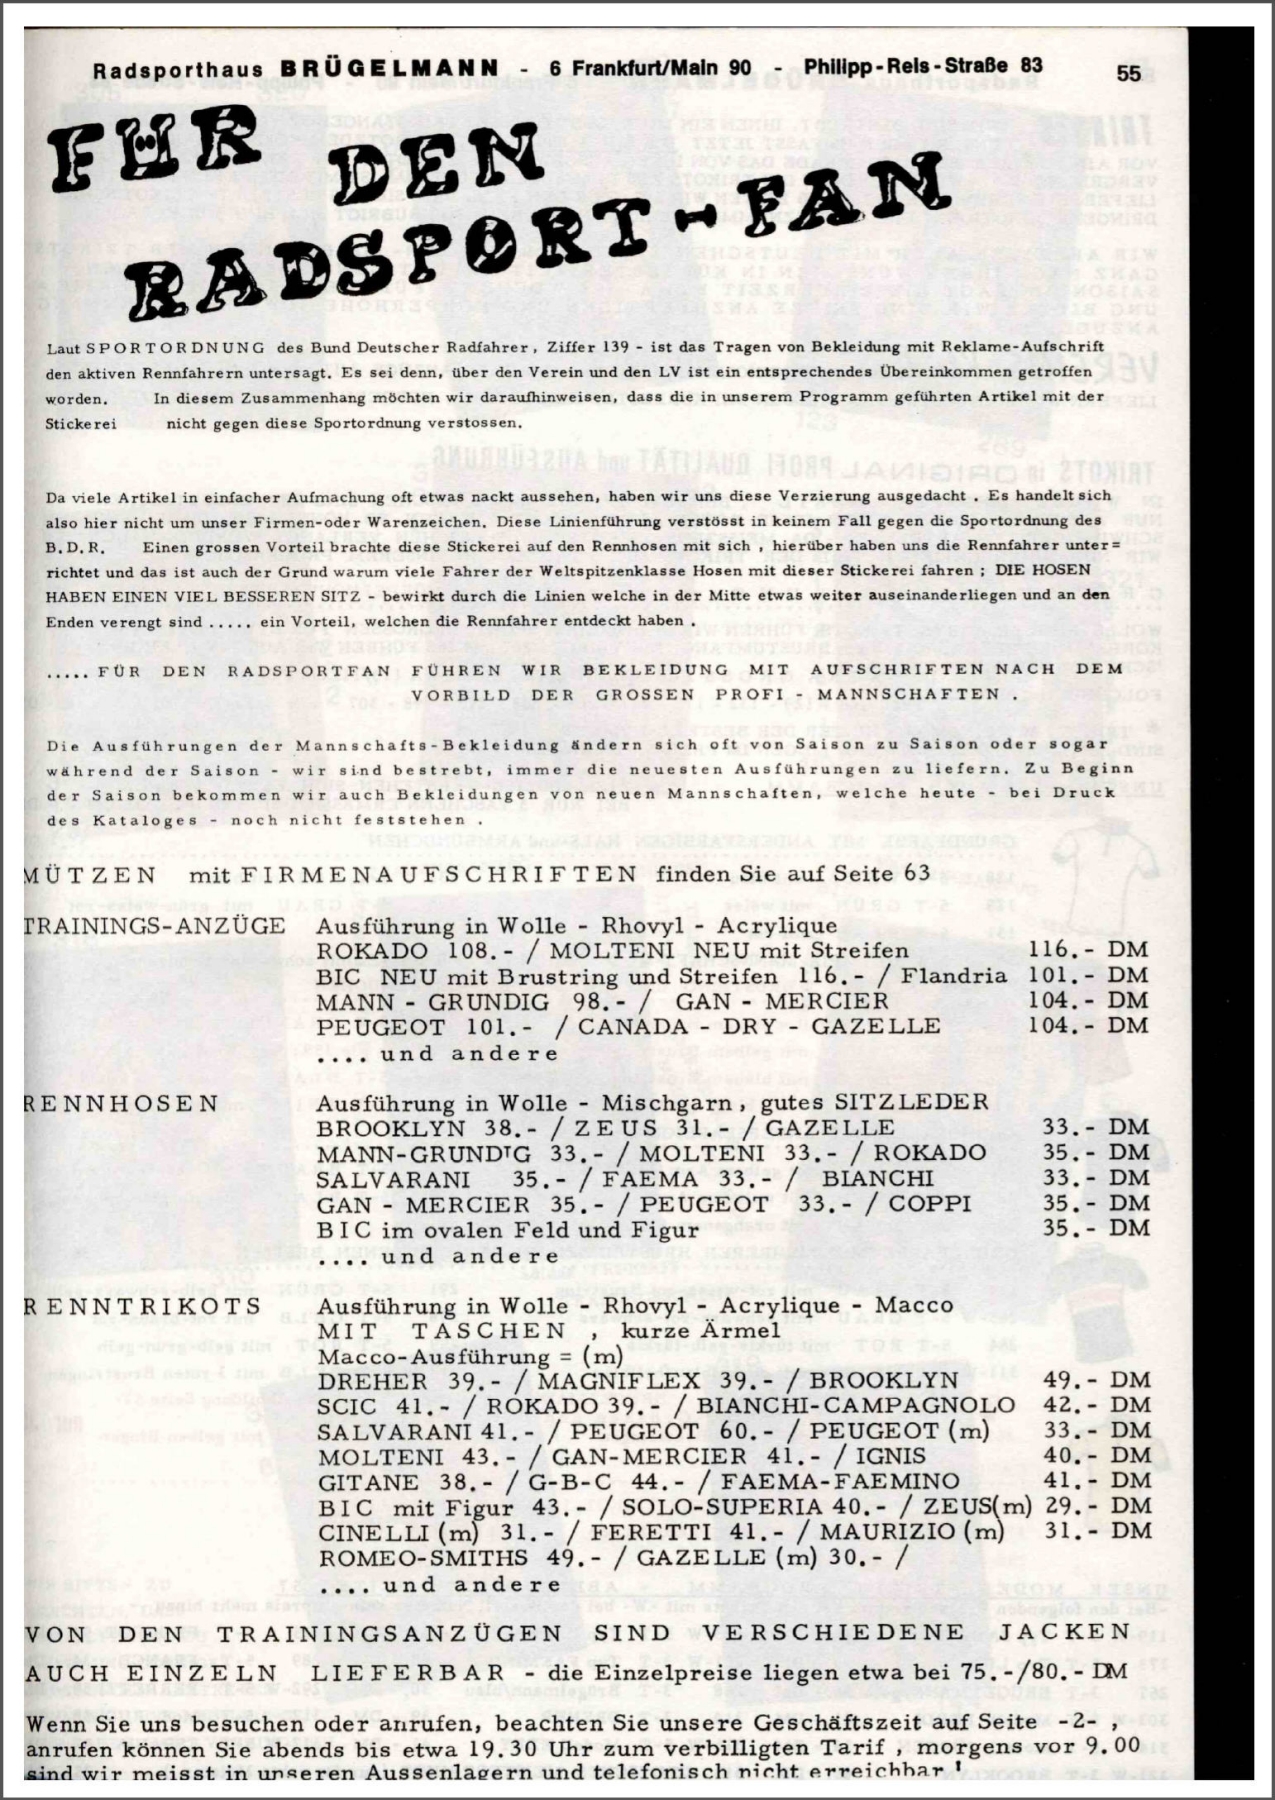 Radsporthaus BRÜGELMANN - 6 Frankfurt/Main 90 - Philipp-Reis-Straße 83
55
FÜR DEN
RADSPORT-FAN
Laut SPORTORDNUNG des Bund Deutscher Radfahrer, Ziffer 139 - ist das Tragen von Bekleidung mit Reklame-Aufschrift
den aktiven Rennfahrern untersagt. Es sei denn, über den Verein und den LV ist ein entsprechendes Übereinkommen getroffen
worden. In diesem Zusammenhang möchten wir daraufhinweisen, dass die in unserem Programm geführten Artikel mit der
Stickerei nicht gegen diese Sportordnung verstossen.
Da viele Artikel in einfacher Aufmachung oft etwas nackt aussehen, haben wir uns diese Verzierung ausgedacht . Es handelt sich
also hier nicht um unser Firmen-oder Warenzeichen. Diese Linienführung verstösst in keinem Fall gegen die Sportordnung des
B.D.R. Einen grossen Vorteil brachte diese Stickerei auf den Rennhosen mit sich , hierüber haben uns die Rennfahrer unter=
richtet und das ist auch der Grund warum viele Fahrer der Weltspitzenklasse Hosen mit dieser Stickerei fahren ; DIE HOSEN
HABEN EINEN VIEL BESSEREN SITZ - bewirkt durch die Linien welche in der Mitte etwas weiter auseinanderliegen und an den
Enden verengt sind ..... ein Vorteil, welchen die Rennfahrer entdeckt haben .
..... FÜR DEN RADSPORTFAN FÜHREN WIR BEKLEIDUNG MIT AUFSCHRIFTEN NACH DEM
VORBILD DER GROSSEN PROFI - MANNSCHAFTEN .
Die Ausführungen der Mannschafts-Bekleidung ändern sich oft von Saison zu Saison oder sogar
während der Saison - wir sind bestrebt, immer die neuesten Ausführungen zu liefern. Zu Beginn
der Saison bekommen wir auch Bekleidungen von neuen Mannschaften, welche heute - bei Druck
des Kataloges - noch nicht feststehen .
MÜTZEN mit FIRMENAUFSCHRIFTEN finden Sie auf Seite 63
TRAININGS-ANZÜGE Ausführung in Wolle - Rhovyl - Acrylique
ROKADO 108.- / MOLTENI NEU mit Streifen 116.- DM
BIC NEU mit Brustring und Streifen 116.- / Flandria 101.- DM
MANN - GRUNDIG 98.- / GAN - MERCIER 104.- DM
PEUGEOT 101.- / CANADA - DRY - GAZELLE 104.- DM
.... und andere
RENNHOSEN Ausführung in Wolle - Mischgarn, gutes SITZLEDER
BROOKLYN 38.- / ZEUS 31.- / GAZELLE 33.- DM
MANN-GRUNDIG 33.- / MOLTENI 33.- / ROKADO 35.- DM
SALVARANI 35.- / FAEMA 33.- / BIANCHI 33.- DM
GAN - MERCIER 35.- / PEUGEOT 33.- / COPPI 35.- DM
BIC im ovalen Feld und Figur 35.- DM
.... und andere
RENNTRIKOTS Ausführung in Wolle - Rhovyl - Acrylique - Macco
MIT TASCHEN , kurze Ärmel
Macco-Ausführung = (m)
DREHER 39.- / MAGNIFLEX 39.- / BROOKLYN 49.- DM
SCIC 41.- / ROKADO 39.- / BIANCHI-CAMPAGNOLO 42.- DM
SALVARANI 41.- / PEUGEOT 60.- / PEUGEOT (m) 33.- DM
MOLTENI 43.- / GAN-MERCIER 41.- / IGNIS 40.- DM
GITANE 38.- / G-B-C 44.- / FAEMA-FAEMINO 41.- DM
BIC mit Figur 43.- / SOLO-SUPERIA 40.- / ZEUS(m) 29.- DM
CINELLI (m) 31.- / FERETTI 41.- / MAURIZIO (m) 31.- DM
ROMEO-SMITHS 49.- / GAZELLE (m) 30.- /
.... und andere
VON DEN TRAININGSANZÜGEN SIND VERSCHIEDENE JACKEN
AUCH EINZELN LIEFERBAR - die Einzelpreise liegen etwa bei 75.-/80.- DM
Wenn Sie uns besuchen oder anrufen, beachten Sie unsere Geschäftszeit auf Seite -2- ,
anrufen können Sie abends bis etwa 19.30 Uhr zum verbilligten Tarif , morgens vor 9.00
sind wir meisst in unseren Aussenlagern und telefonisch nicht erreichbar !